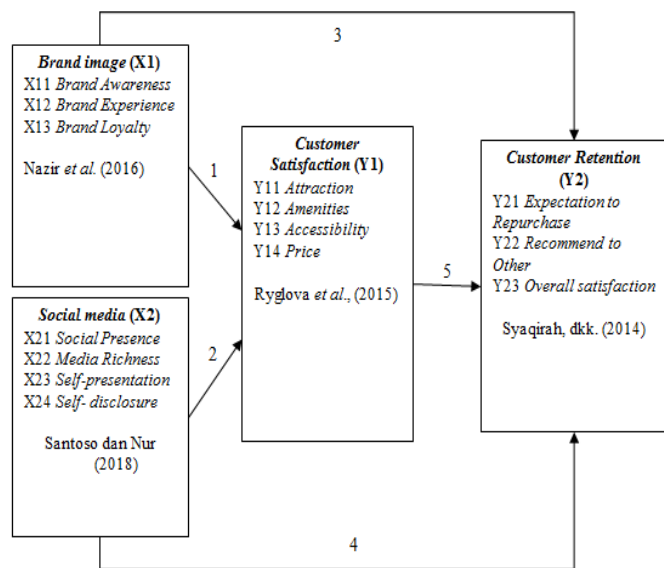 3
Brand image (X1)
X11 Brand Awareness
X12 Brand Experience
X13 Brand Loyalty
Nazir et al. (2016)
1
Customer
Satisfaction (Y1)
Y11 Attraction
Y12 Amenities
Y13 Accessibility
Y14 Price
Ryglova et al., (2015)
5
Customer Retention
(Y2)
Y21 Expectation to
Repurchase
Y22 Recommend to
Other
Y23 Overall satisfaction
Syaqirah, dkk. (2014)
Social media (X2)
X21 Social Presence
X22 Media Richness
X23 Self-presentation
X24 Self- disclosure
Santoso dan Nur
(2018)
2
4